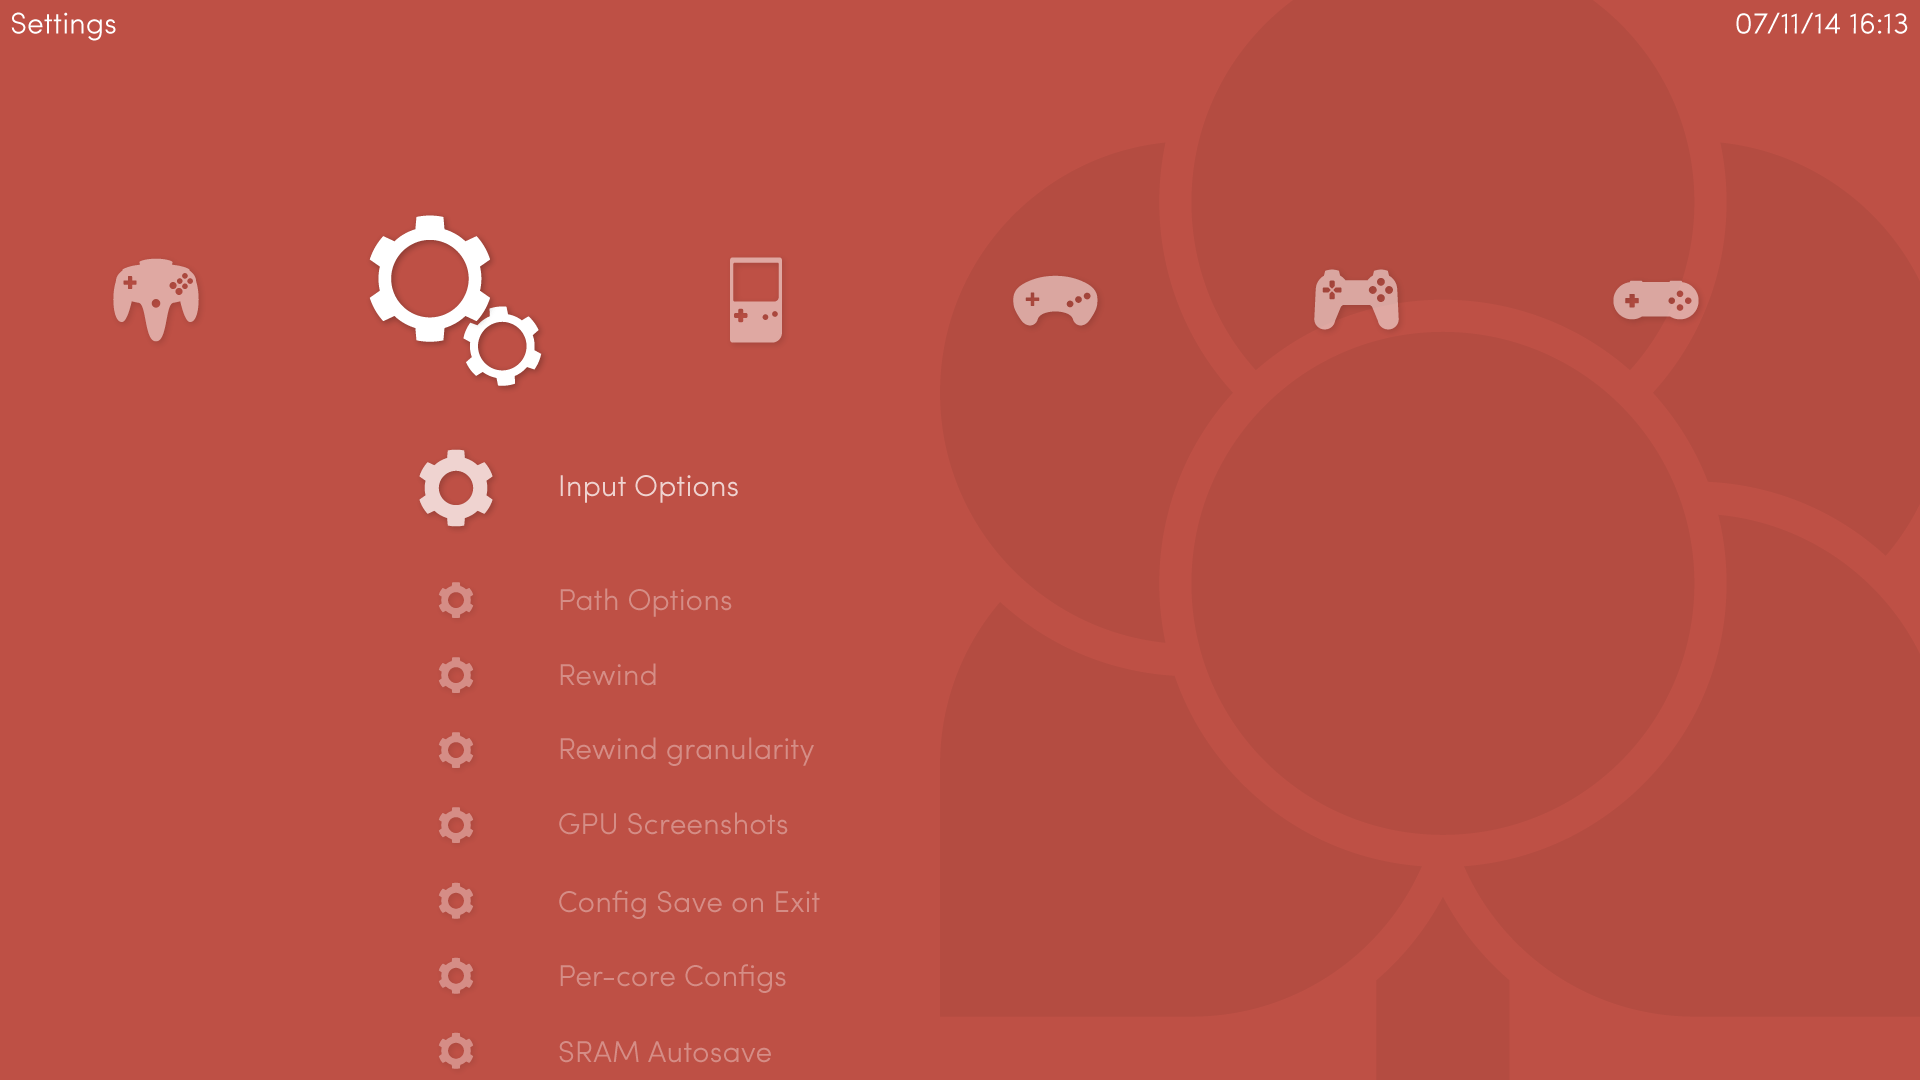 Settings
07/11/14 16:13
Input Options
Path Options
Rewind
Rewind granularity
GPU Screenshots
Config Save on Exit
Per-core Configs
SRAM Autosave